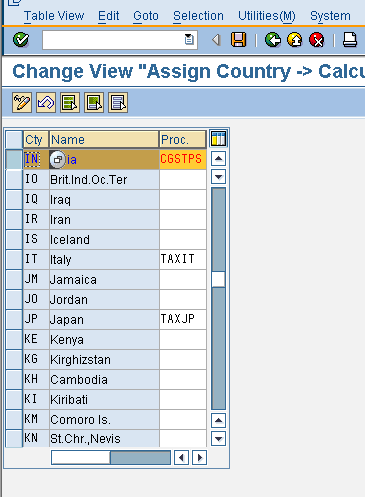 Table View Edit Goto Selection Utilities(M) System
Change View "Assign Country -> Calcu
Cty Name Proc.
IN ia CGSTPS
IO Brit.Ind.Oc.Ter
IQ Iraq
IR Iran
IS Iceland
IT Italy TAXIT
JM Jamaica
JO Jordan
JP Japan TAXJP
KE Kenya
KG Kirghizstan
KH Cambodia
KI Kiribati
KM Comoro Is.
KN St.Chr.,Nevis